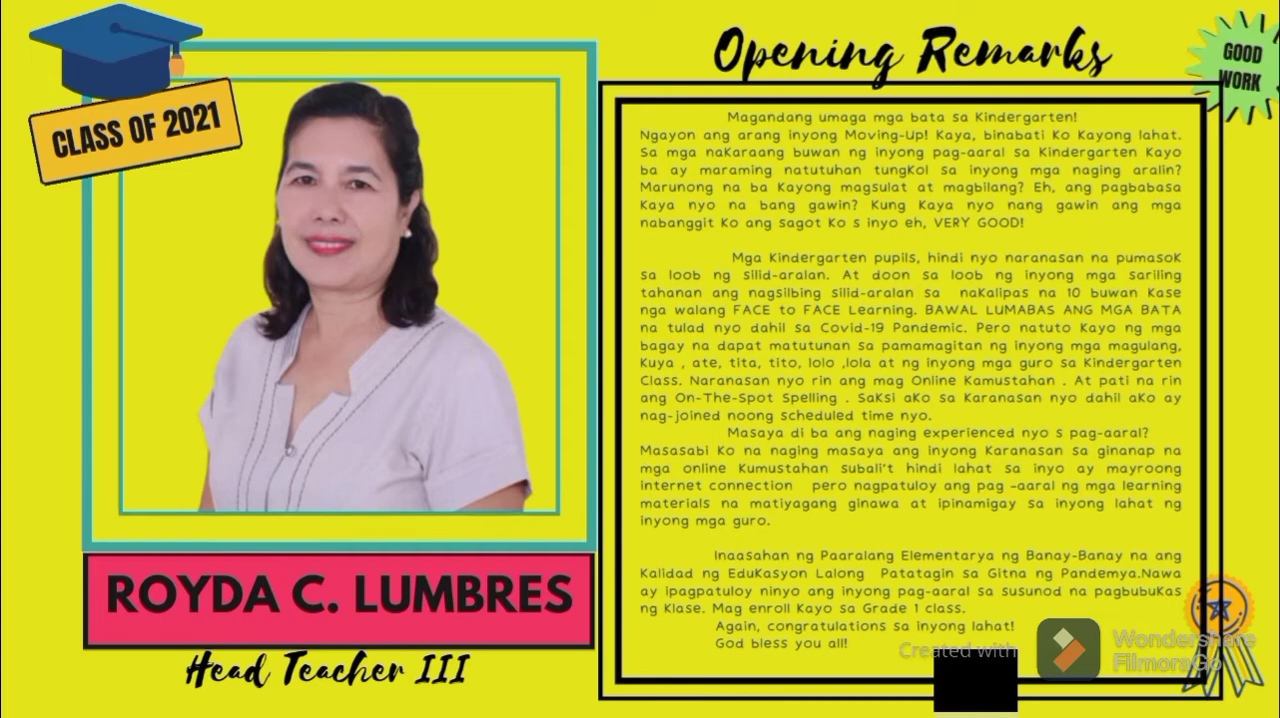 CLASS OF 2021
ROYDA C. LUMBRES
Head Teacher III
Opening Remarks
GOOD
WORK
Magandang umaga mga bata sa Kindergarten!
Ngayon ang arang inyong Moving-Up! Kaya, binabati Ko Kayong lahat.
Sa mga naKaraang buwan ng inyong pag-aaral sa Kindergarten Kayo
ba ay maraming natutuhan tungKol sa inyong mga naging aralin?
Marunong na ba Kayong magsulat at magbilang? Eh, ang pagbabasa
Kaya nyo na bang gawin? Kung Kaya nyo nang gawin ang mga
nabanggit Ko ang sagot Ko s inyo eh, VERY GOOD!
Mga Kindergarten pupils, hindi nyo naranasan na pumasoK
sa loob ng silid-aralan. At doon sa loob ng inyong mga sariling
tahanan ang nagsilbing silid-aralan sa naKalipas na 10 buwan Kase
nga walang FACE to FACE Learning. BAWAL LUMABAS ANG MGA BATA
na tulad nyo dahil sa Covid-19 Pandemic. Pero natuto Kayo ng mga
bagay na dapat matutunan sa pamamagitan ng inyong mga magulang,
Kuya , ate, tita, tito, lolo ,lola at ng inyong mga guro sa Kindergarten
Class. Naranasan nyo rin ang mag Online Kamustahan . At pati na rin
ang On-The-Spot Spelling . SaKsi aKo sa Karanasan nyo dahil aKo ay
nag-joined noong scheduled time nyo.
Masaya di ba ang naging experienced nyo s pag-aaral?
Masasabi Ko na naging masaya ang inyong Karanasan sa ginanap na
mga online Kumustahan subali't hindi lahat sa inyo ay mayroong
internet connection pero nagpatuloy ang pag -aaral ng mga learning
materials na matiyagang ginawa at ipinamigay sa inyong lahat ng
inyong mga guro.
Inaasahan ng Paaralang Elementarya ng Banay-Banay na ang
Kalidad ng EduKasyon Lalong Patatagin sa Gitna ng Pandemya.Nawa
ay ipagpatuloy ninyo ang inyong pag-aaral sa susunod na pagbubuKas
ng Klase. Mag enroll Kayo sa Grade 1 class.
Again, congratulations sa inyong lahat!
God bless you all!
Created with
Wondershare
FilmoraGo